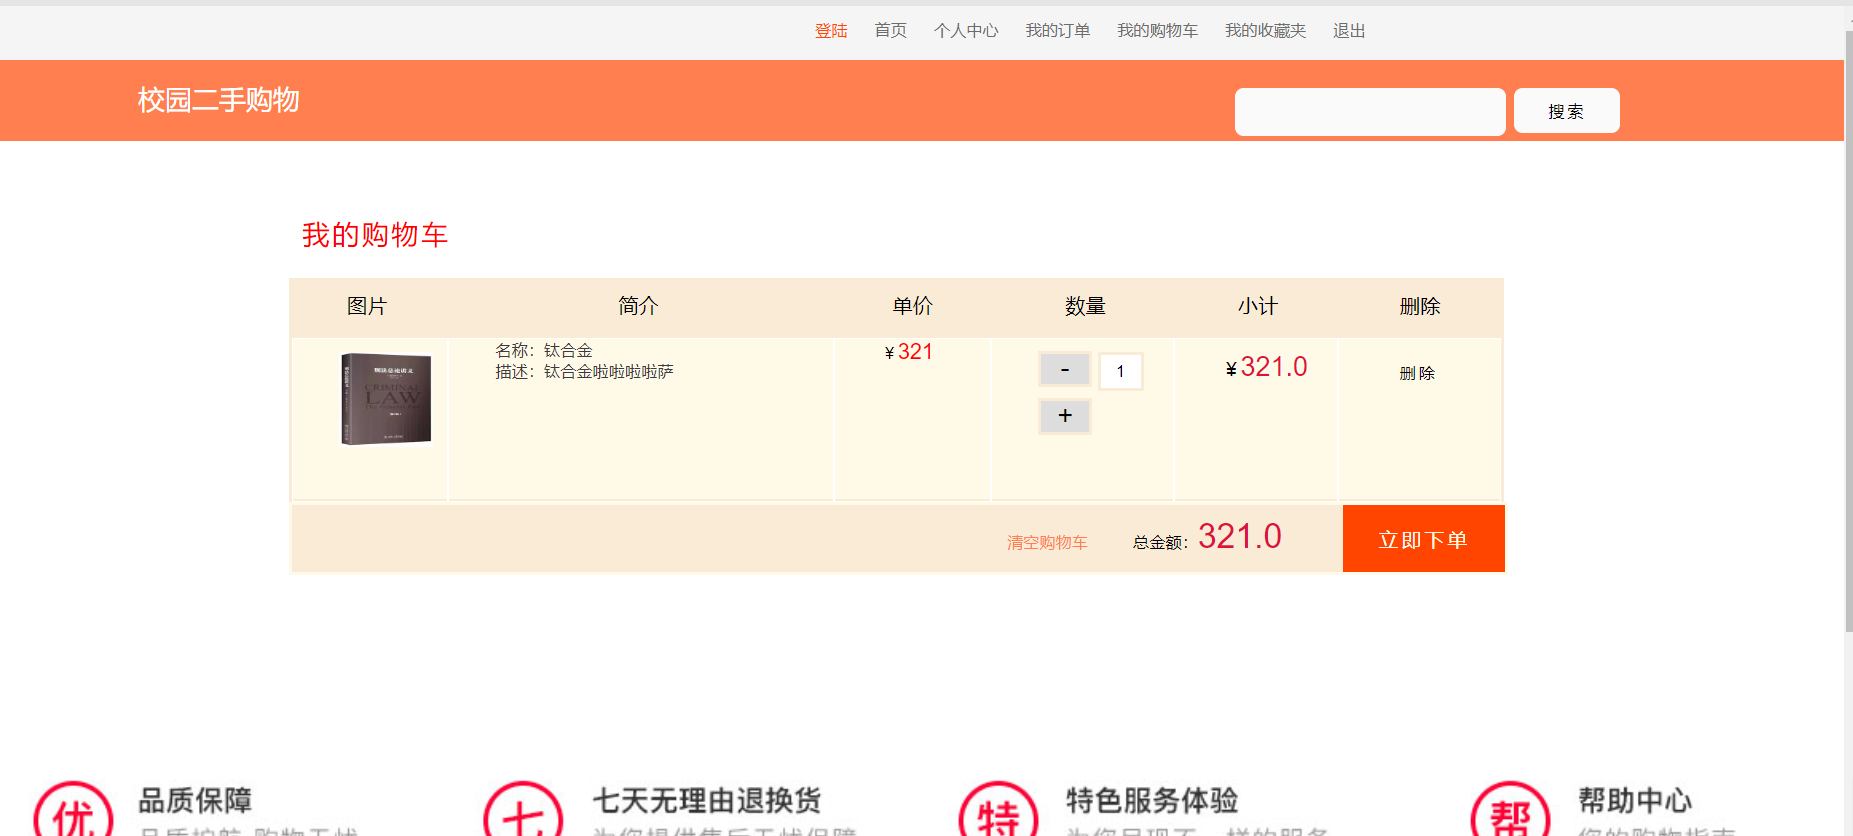 登陆 首页 个人中心 我的订单 我的购物车 我的收藏夹 退出
校园二手购物 搜索
我的购物车
图片 简介 单价 数量 小计 删除
名称：钛合金
描述：钛合金啦啦啦啦萨
¥321
- 1
+
¥321.0
删除
CRIMINAL
LAW
清空购物车 总金额：321.0 立即下单
优 品质保障 七 七天无理由退换货 特 特色服务体验 帮 帮助中心